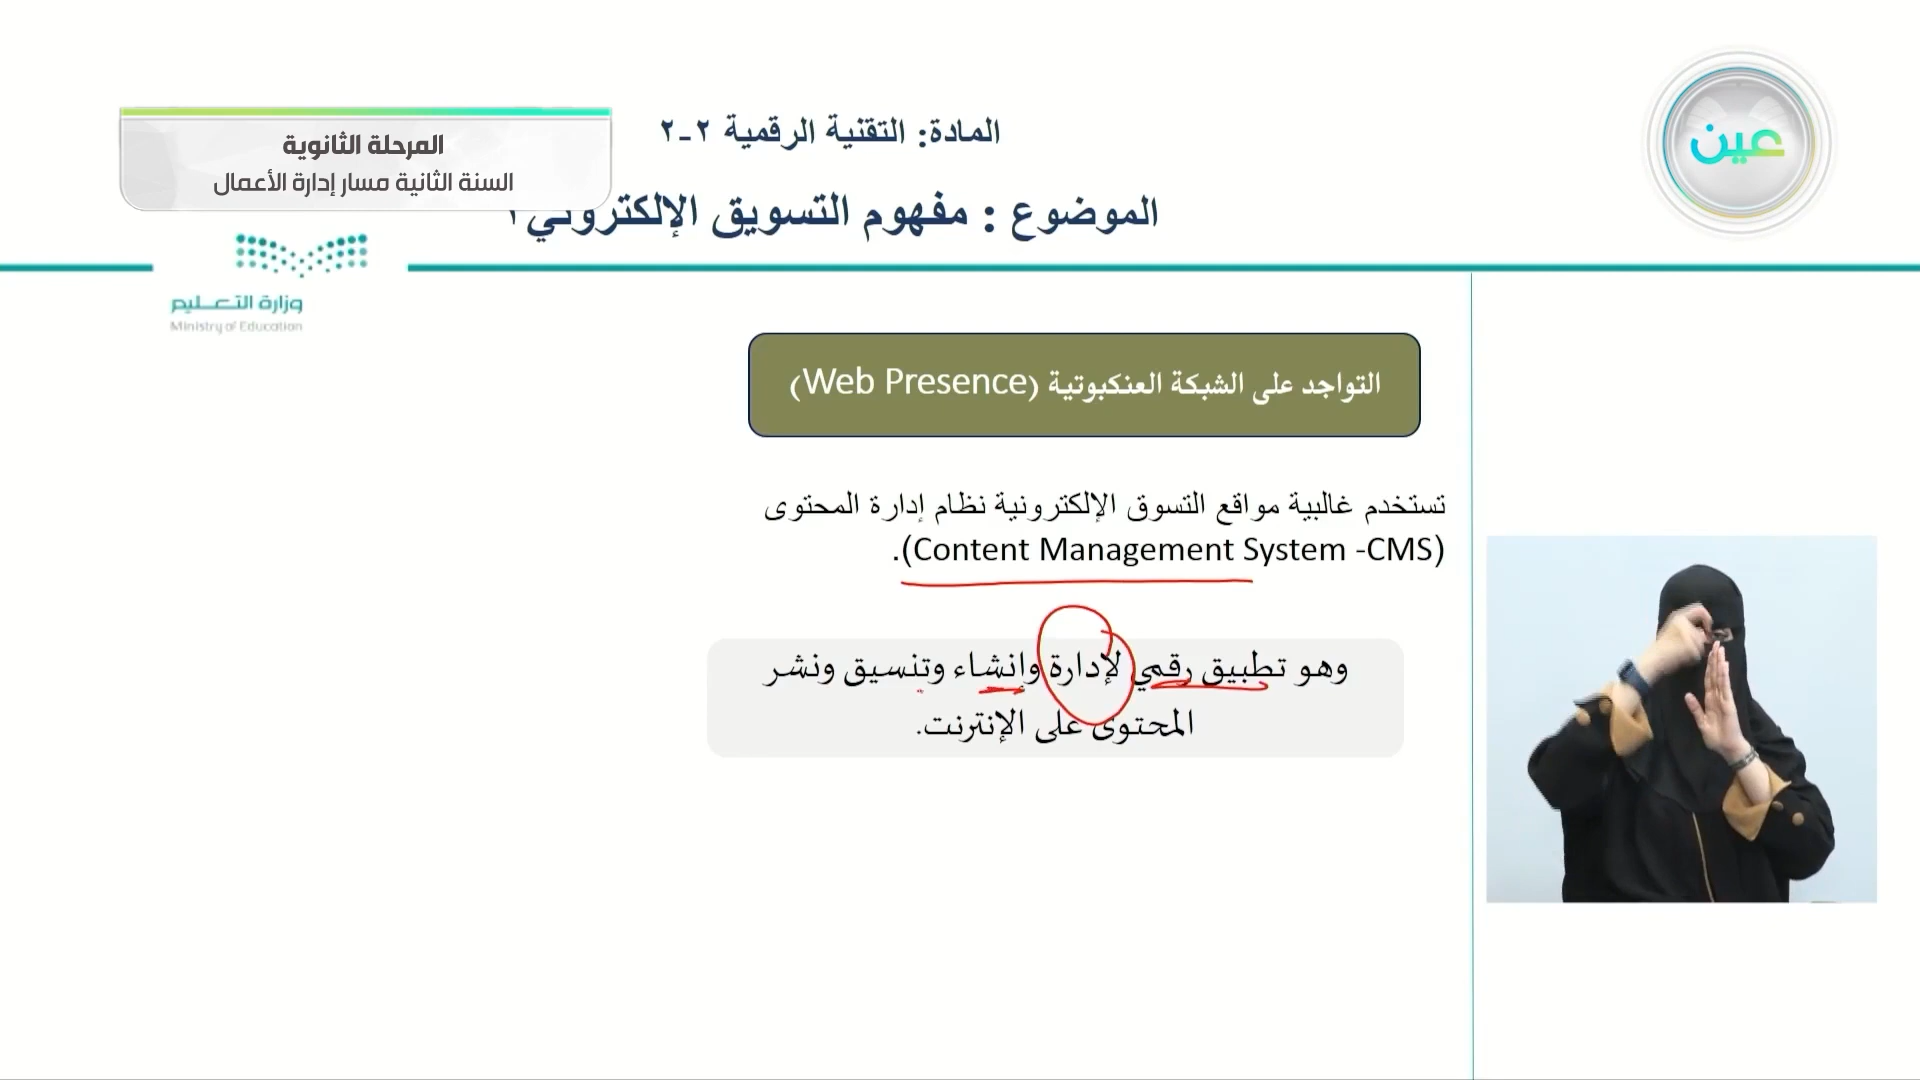 عين
المادة: التقنية الرقمية ٢-٢
المرحلة الثانوية
السنة الثانية مسار إدارة الأعمال
الموضوع : مفهوم التسويق الإلكتروني
وزارة التعليم
Ministry of Education
التواجد على الشبكة العنكبوتية (Web Presence)
تستخدم غالبية مواقع التسوق الإلكترونية نظام إدارة المحتوى
(Content Management System -CMS).
وهو تطبيق رقمي لإدارة وإنشاء وتنسيق ونشر
المحتوى على الإنترنت.